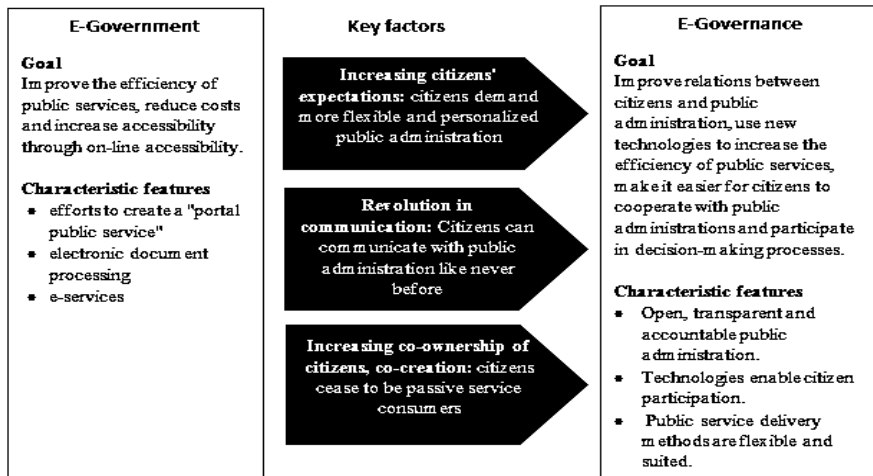 E-Government
Goal
Improve the efficiency of
public services, reduce costs
and increase accessibility
through on-line accessibility.
Characteristic features
• efforts to create a "portal
public service"
• electronic document
processing
• e-services
Key factors
Increasing citizens'
expectations: citizens demand
more flexible and personalized
public administration
Revolution in
communication: Citizens can
communicate with public
administration like never
before
Increasing co-ownership of
citizens, co-creation: citizens
cease to be passive service
consumers
E-Governance
Goal
Improve relations between
citizens and public
administration, use new
technologies to increase the
efficiency of public services,
make it easier for citizens to
cooperate with public
administrations and participate
in decision-making processes.
Characteristic features
• Open, transparent and
accountable public
administration.
• Technologies enable citizen
participation.
• Public service delivery
methods are flexible and
suited.